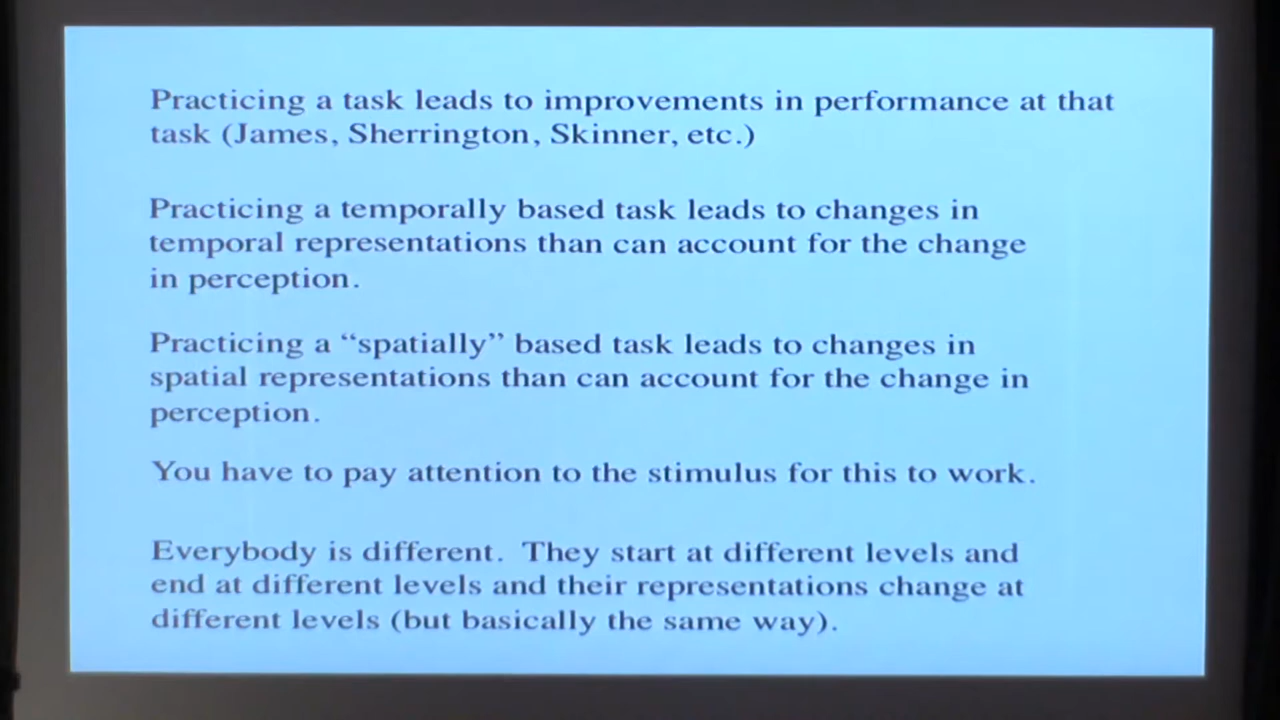 Practicing a task leads to improvements in performance at that
task (James, Sherrington, Skinner, etc.)
Practicing a temporally based task leads to changes in
temporal representations than can account for the change
in perception.
Practicing a “spatially” based task leads to changes in
spatial representations than can account for the change in
perception.
You have to pay attention to the stimulus for this to work.
Everybody is different.  They start at different levels and
end at different levels and their representations change at
different levels (but basically the same way).